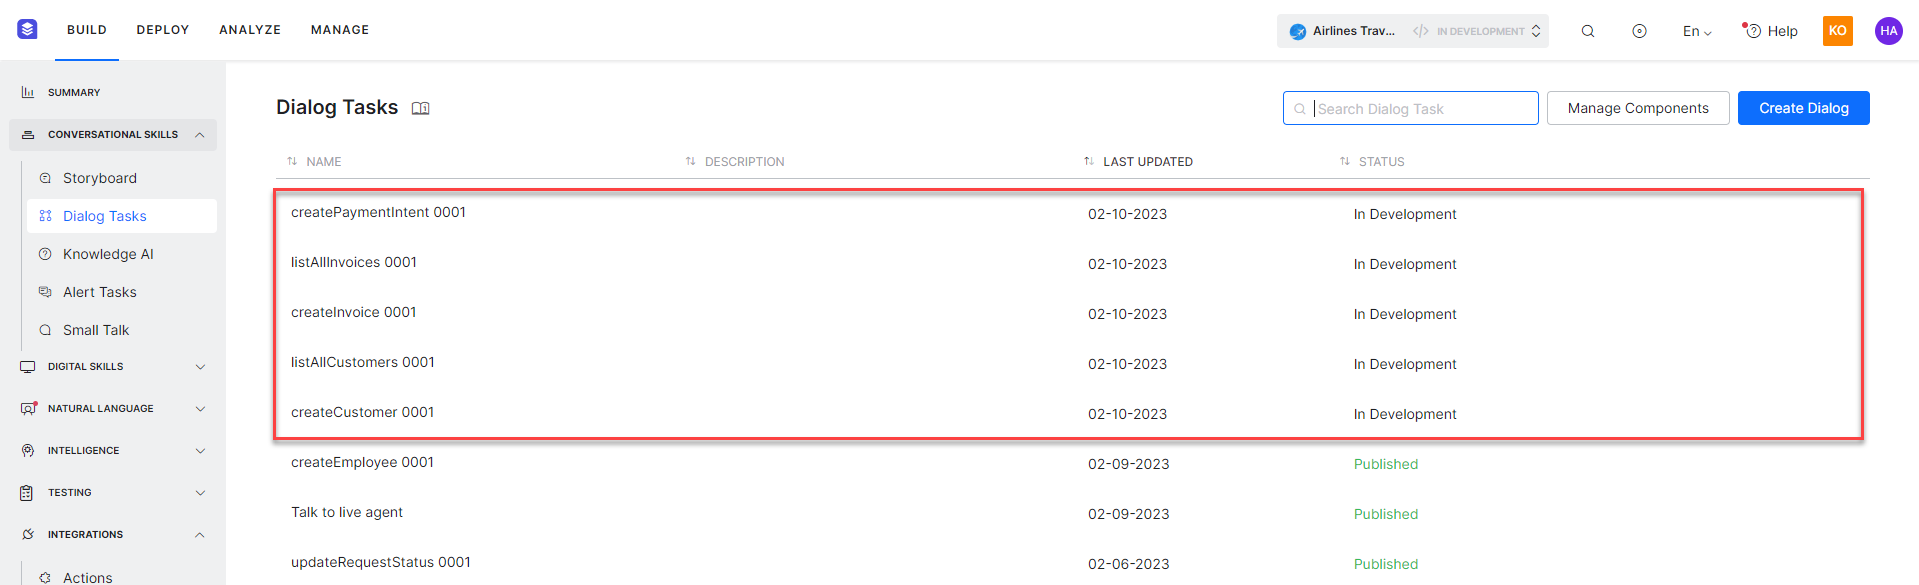 BUILD DEPLOY ANALYZE MANAGE Airlines Trav... </> IN DEVELOPMENT En Help KO HA
SUMMARY
CONVERSATIONAL SKILLS
Storyboard
Dialog Tasks
Knowledge AI
Alert Tasks
Small Talk
DIGITAL SKILLS
NATURAL LANGUAGE
INTELLIGENCE
TESTING
INTEGRATIONS
Actions
Dialog Tasks Search Dialog Task Manage Components Create Dialog
NAME DESCRIPTION LAST UPDATED STATUS
createPaymentIntent 0001 02-10-2023 In Development
listAllInvoices 0001 02-10-2023 In Development
createInvoice 0001 02-10-2023 In Development
listAllCustomers 0001 02-10-2023 In Development
createCustomer 0001 02-10-2023 In Development
createEmployee 0001 02-09-2023 Published
Talk to live agent 02-09-2023 Published
updateRequestStatus 0001 02-06-2023 Published